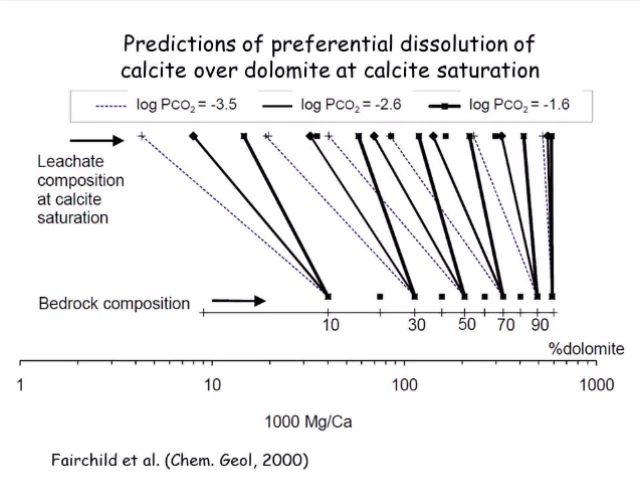 Predictions of preferential dissolution of
calcite over dolomite at calcite saturation
log PCO2 = -3.5 log PCO2 = -2.6 log PCO2 = -1.6
Leachate
composition
at calcite
saturation
Bedrock composition
10 30 50 70 90
%dolomite
1 10 100 1000
1000 Mg/Ca
Fairchild et al. (Chem. Geol, 2000)